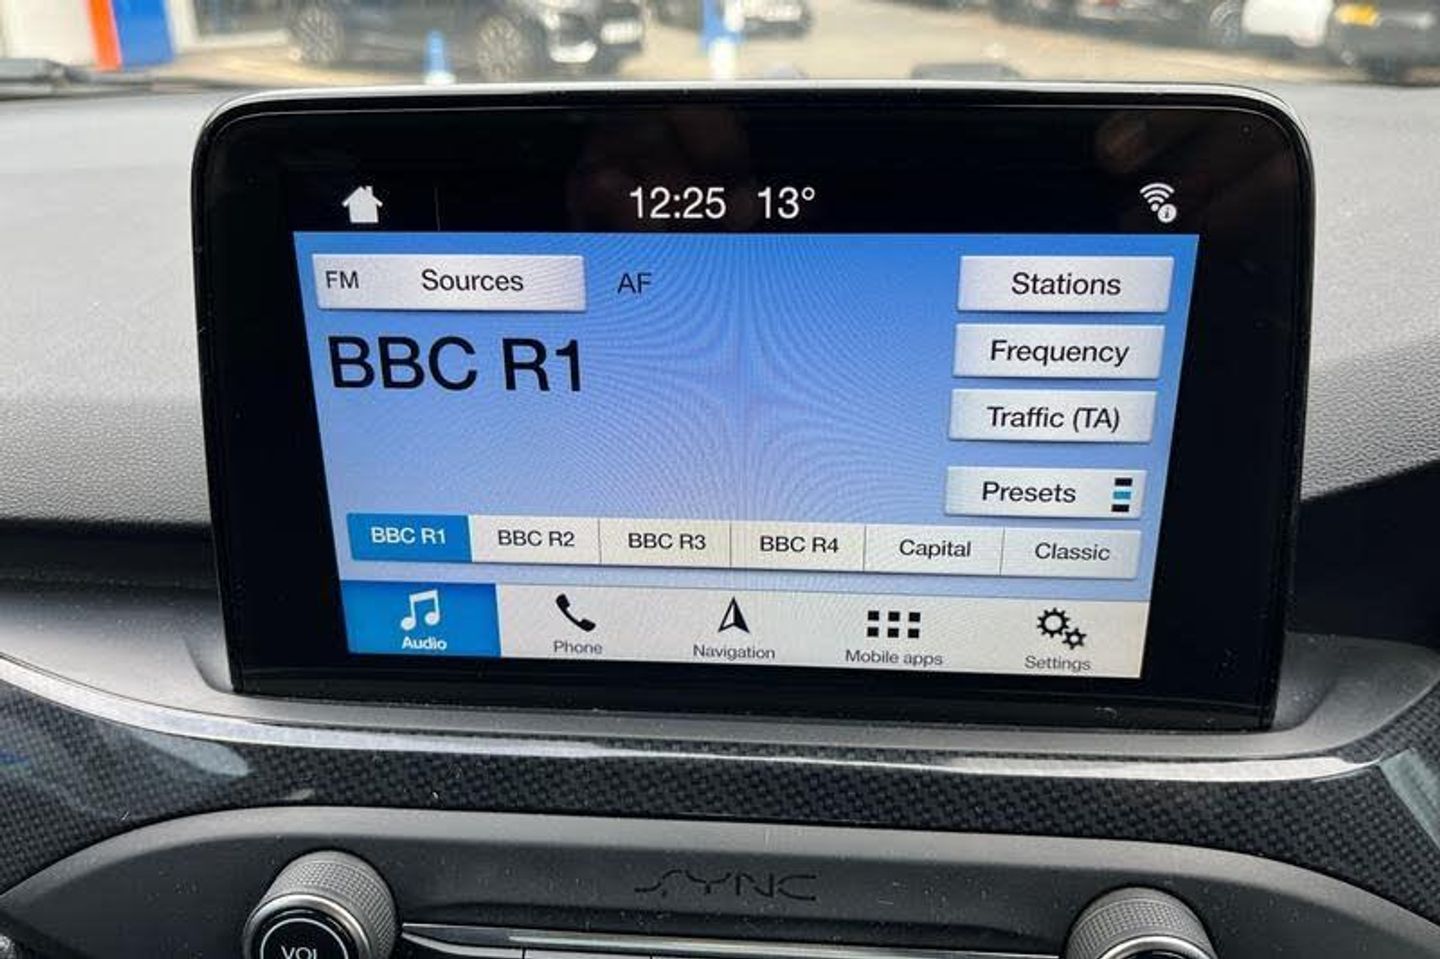 12:25 13°
FM Sources AF Stations
BBC R1
Frequency
Traffic (TA)
Presets
BBC R1 BBC R2 BBC R3 BBC R4 Capital Classic
Audio Phone Navigation Mobile apps Settings
SYNC
VOL